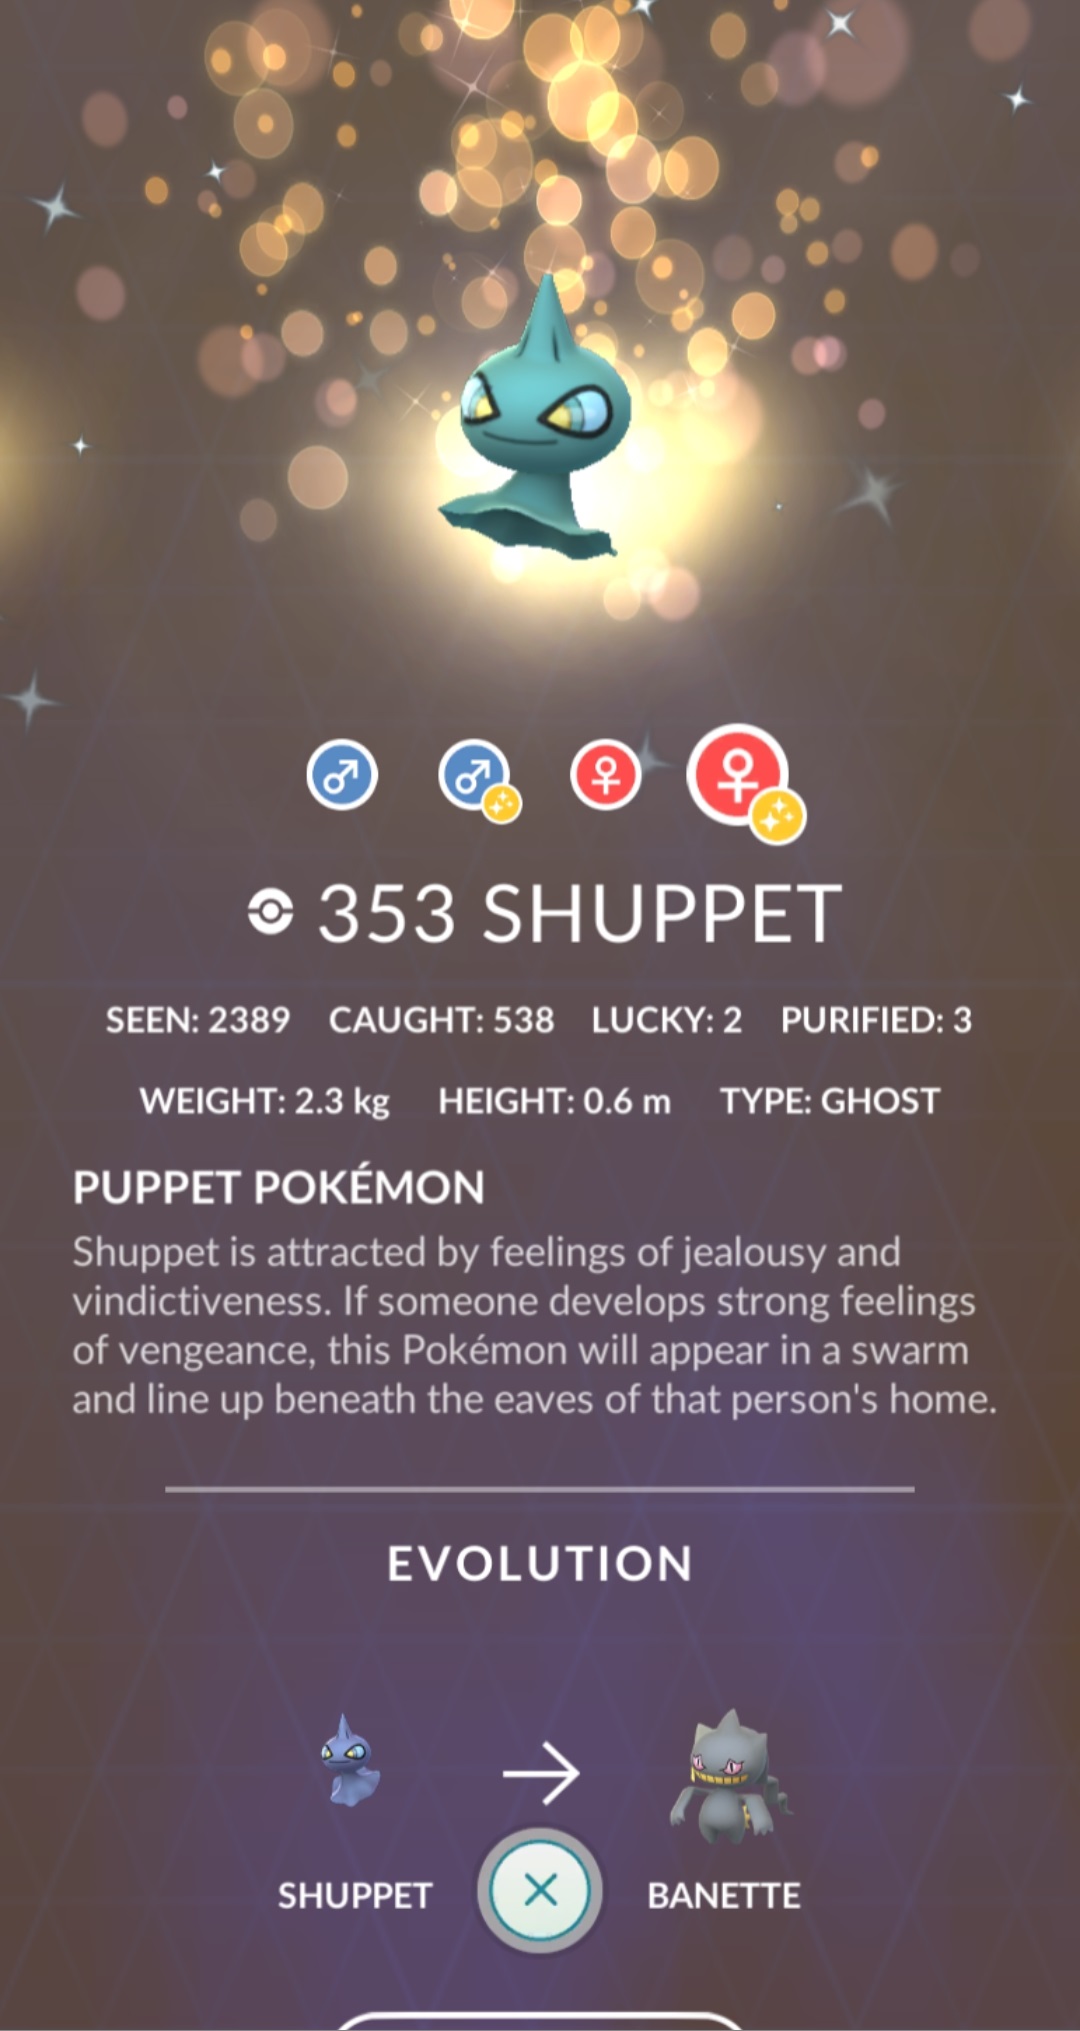 353 SHUPPET
SEEN: 2389 CAUGHT: 538 LUCKY: 2 PURIFIED: 3
WEIGHT: 2.3 kg HEIGHT: 0.6 m TYPE: GHOST
PUPPET POKÉMON
Shuppet is attracted by feelings of jealousy and
vindictiveness. If someone develops strong feelings
of vengeance, this Pokémon will appear in a swarm
and line up beneath the eaves of that person's home.
EVOLUTION
SHUPPET BANETTE